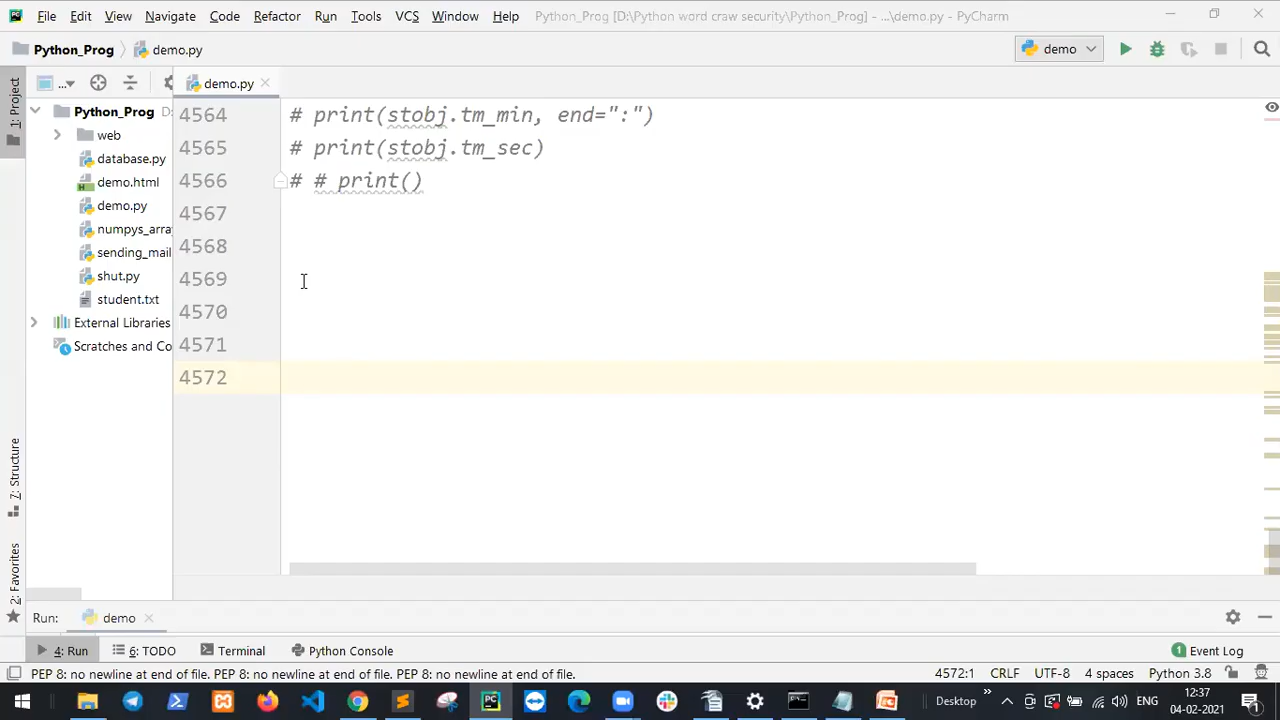 File Edit View Navigate Code Refactor Run Tools VCS Window Help Python_Prog [D:\Python wardraw security\Python_Prog] - ...\demo.py - PyCharm
Python_Prog demo.py demo
1: Project ... demo.py
Python_Prog D:
web
database.py
demo.html
demo.py
numpys_arra
sending_mail
shut.py
student.txt
External Libraries
Scratches and Co
4564 # print(stobj.tm_min, end=":")
4565 # print(stobj.tm_sec)
4566 # # print()
4567
4568
4569
4570
4571
4572
7: Structure
2: Favorites
Run: demo
4: Run 6: TODO Terminal Python Console 1 Event Log
PEP 8: no newline at end of file. PEP 8: no newline at end of file. PEP 8: no newline at end of file. 4572:1 CRLF UTF-8 4 spaces Python 3.8
Desktop ENG 12:37
04-02-2021 1